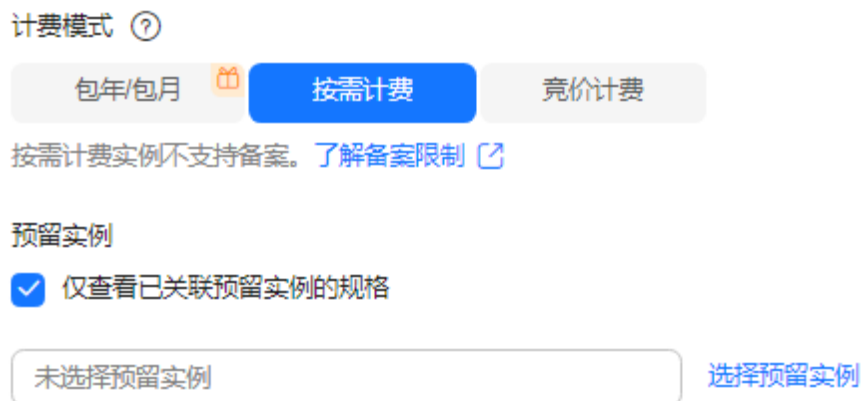 计费模式
包年/包月 按需计费 竞价计费
按需计费实例不支持备案。了解备案限制
预留实例
仅查看已关联预留实例的规格
未选择预留实例 选择预留实例